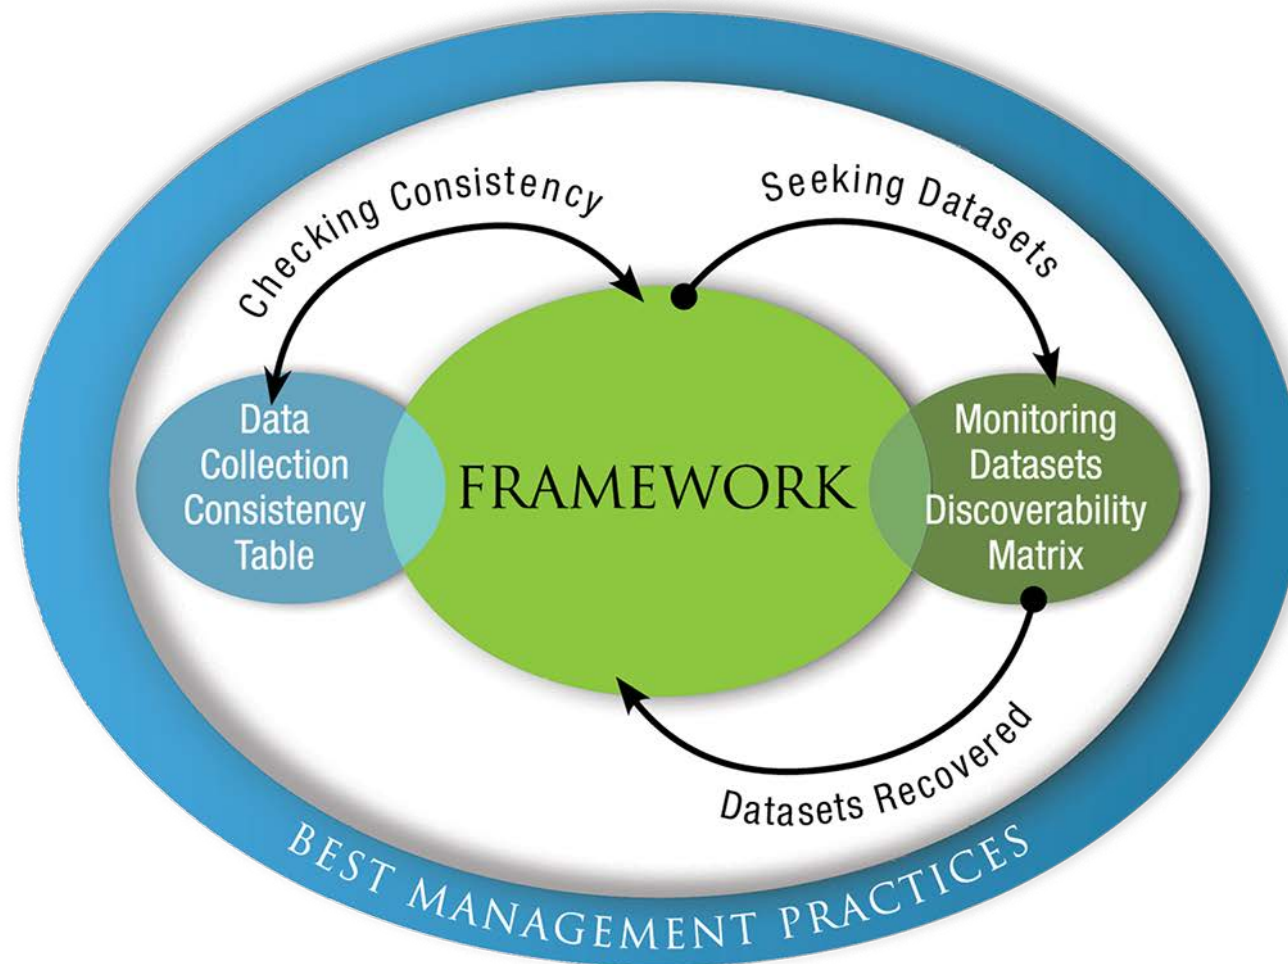 Checking Consistency
Seeking Datasets
Data
Collection
Consistency
Table
FRAMEWORK
Monitoring
Datasets
Discoverability
Matrix
Datasets Recovered
BEST MANAGEMENT PRACTICES